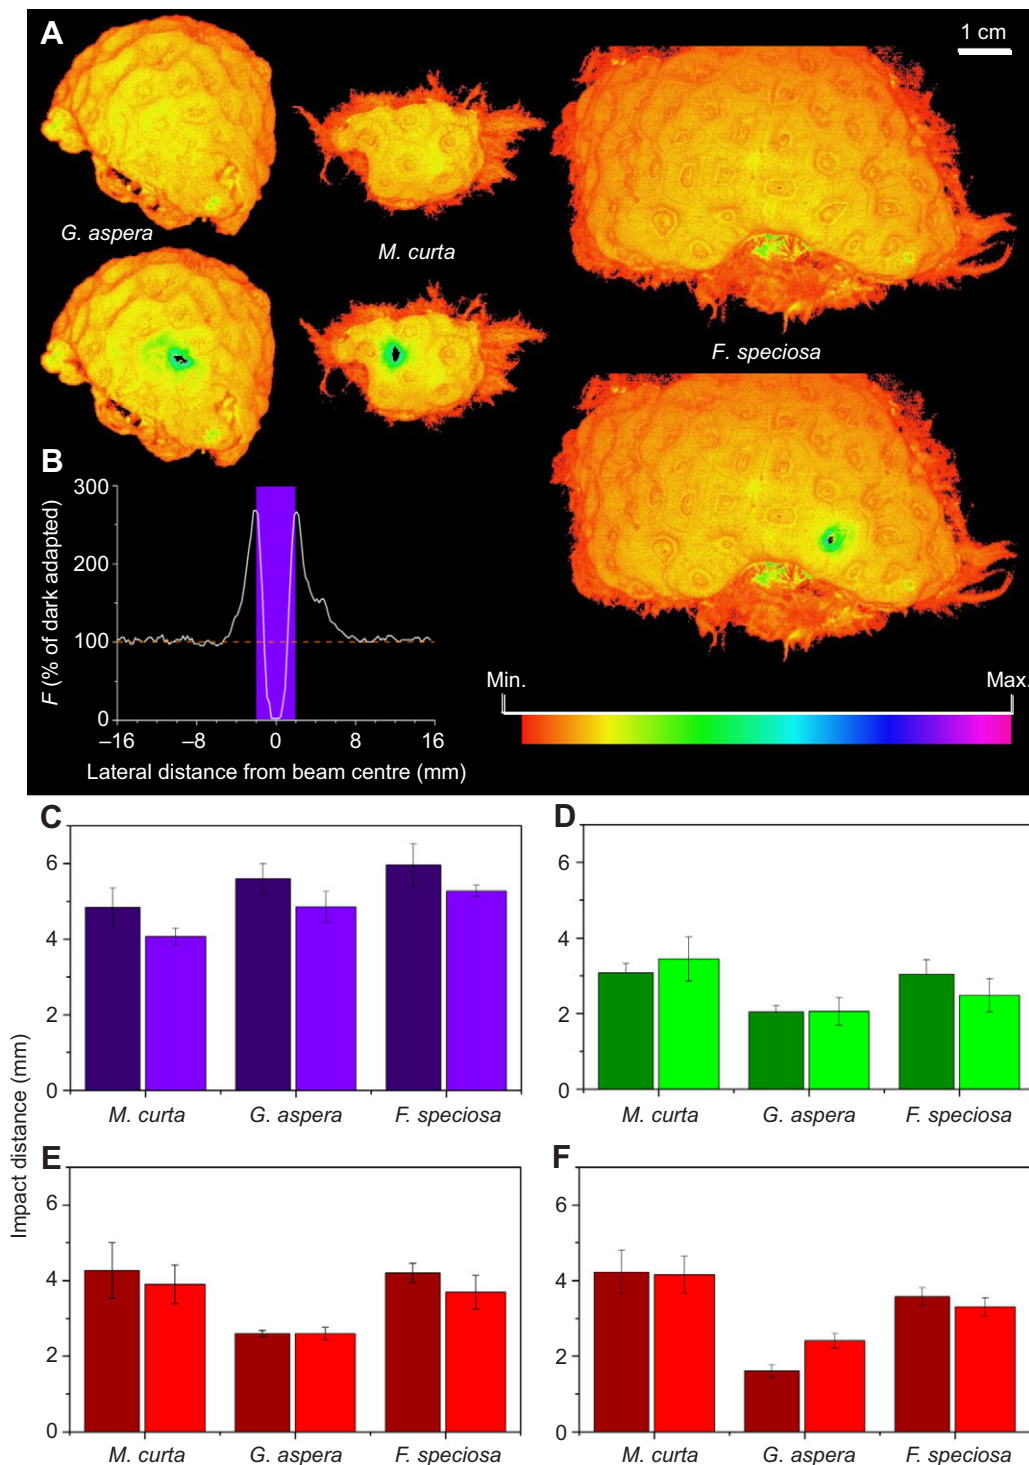 A
1 cm
G. aspera
M. curta
F. speciosa
B
300
200
100
0
F (% of dark adapted)
–16
–8
0
8
16
Lateral distance from beam centre (mm)
Min.
Max.
C
6
4
2
0
M. curta
G. aspera
F. speciosa
D
6
4
2
0
M. curta
G. aspera
F. speciosa
Impact distance (mm)
E
6
4
2
0
M. curta
G. aspera
F. speciosa
F
6
4
2
0
M. curta
G. aspera
F. speciosa